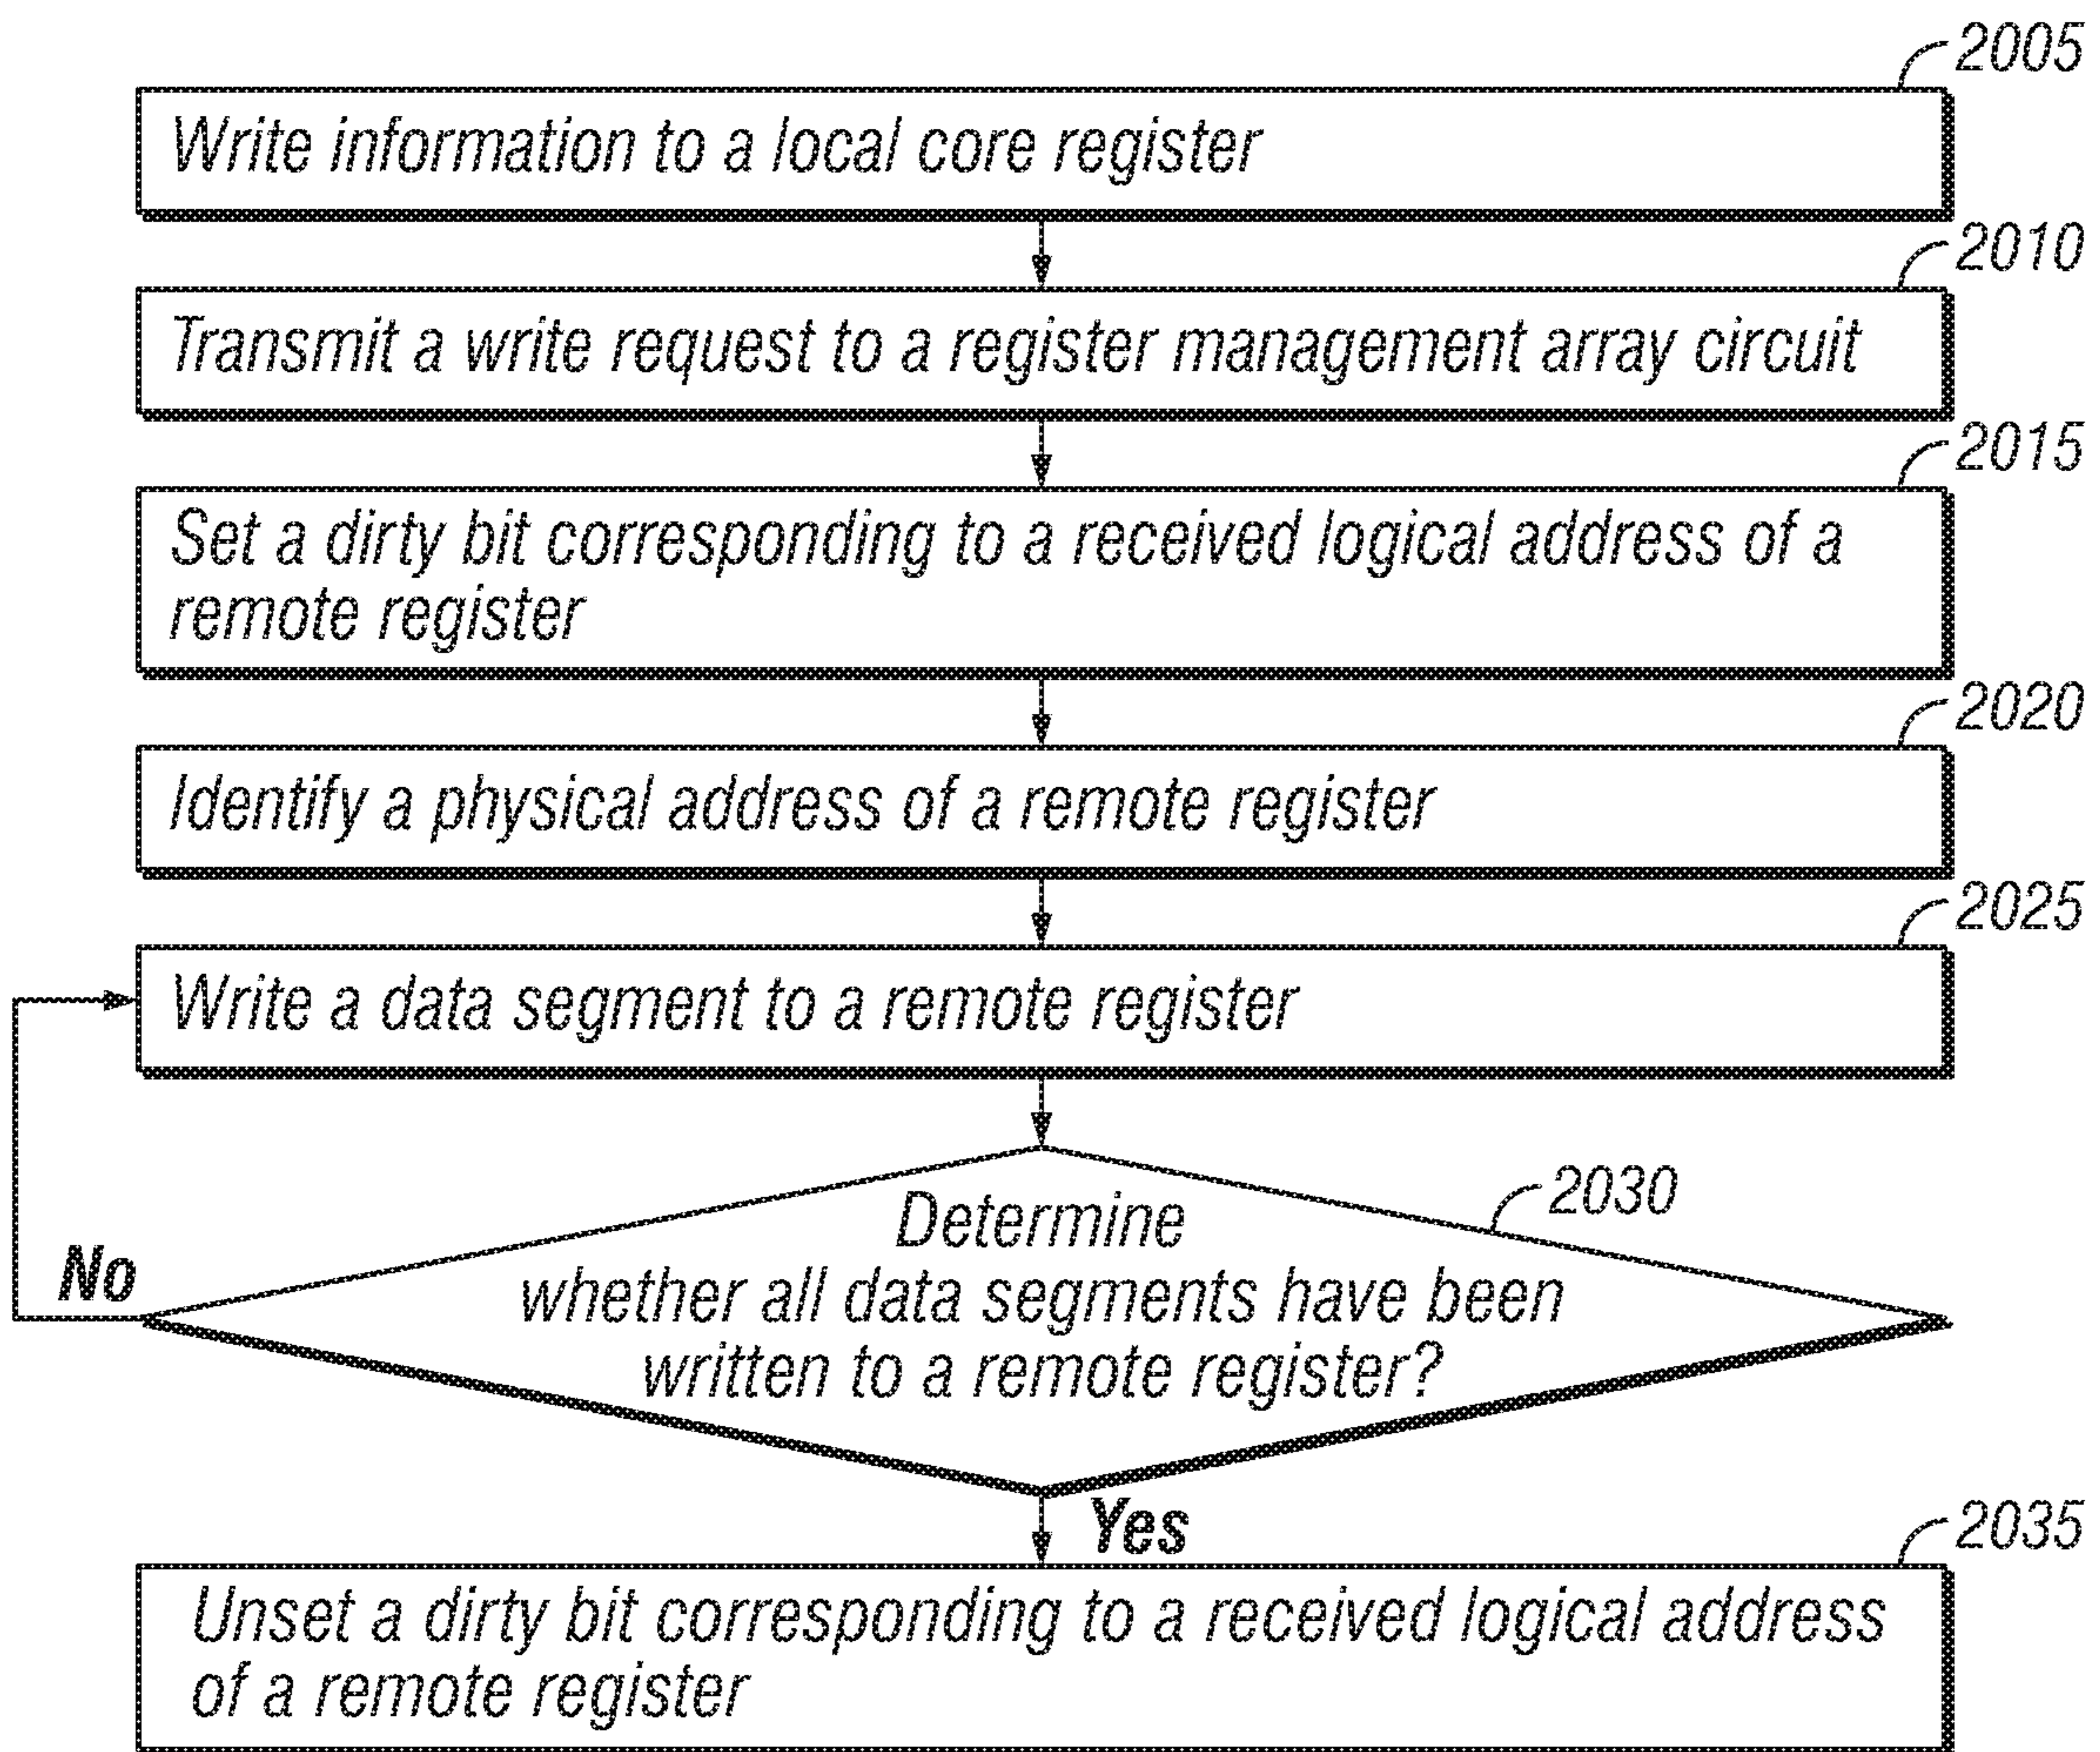 2005
Write information to a local core register
2010
Transmit a write request to a register management array circuit
2015
Set a dirty bit corresponding to a received logical address of a
remote register
2020
Identify a physical address of a remote register
2025
Write a data segment to a remote register
2030
Determine
whether all data segments have been
written to a remote register?
No
Yes
2035
Unset a dirty bit corresponding to a received logical address
of a remote register